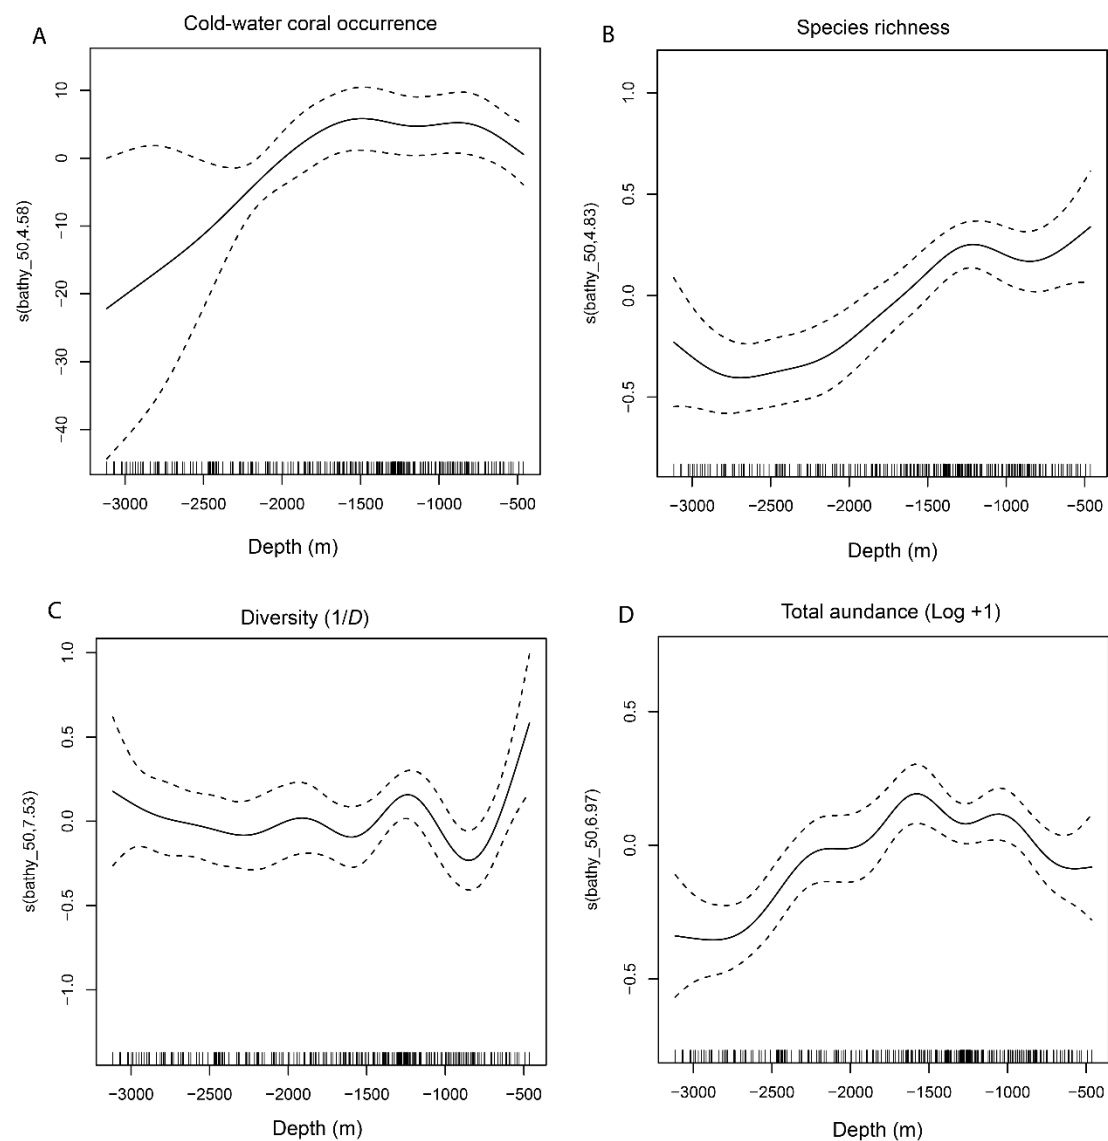 A
Cold-water coral occurrence
s(bathy_50,4.58)
10
0
−10
−20
−30
−40
−3000 −2500 −2000 −1500 −1000 −500
Depth (m)
B
Species richness
s(bathy_50,4.83)
1.0
0.5
0.0
−0.5
−3000 −2500 −2000 −1500 −1000 −500
Depth (m)
C
Diversity (1/D)
s(bathy_50,7.53)
1.0
0.5
0.0
−0.5
−1.0
−3000 −2500 −2000 −1500 −1000 −500
Depth (m)
D
Total aundance (Log +1)
s(bathy_50,6.97)
0.5
0.0
−0.5
−3000 −2500 −2000 −1500 −1000 −500
Depth (m)